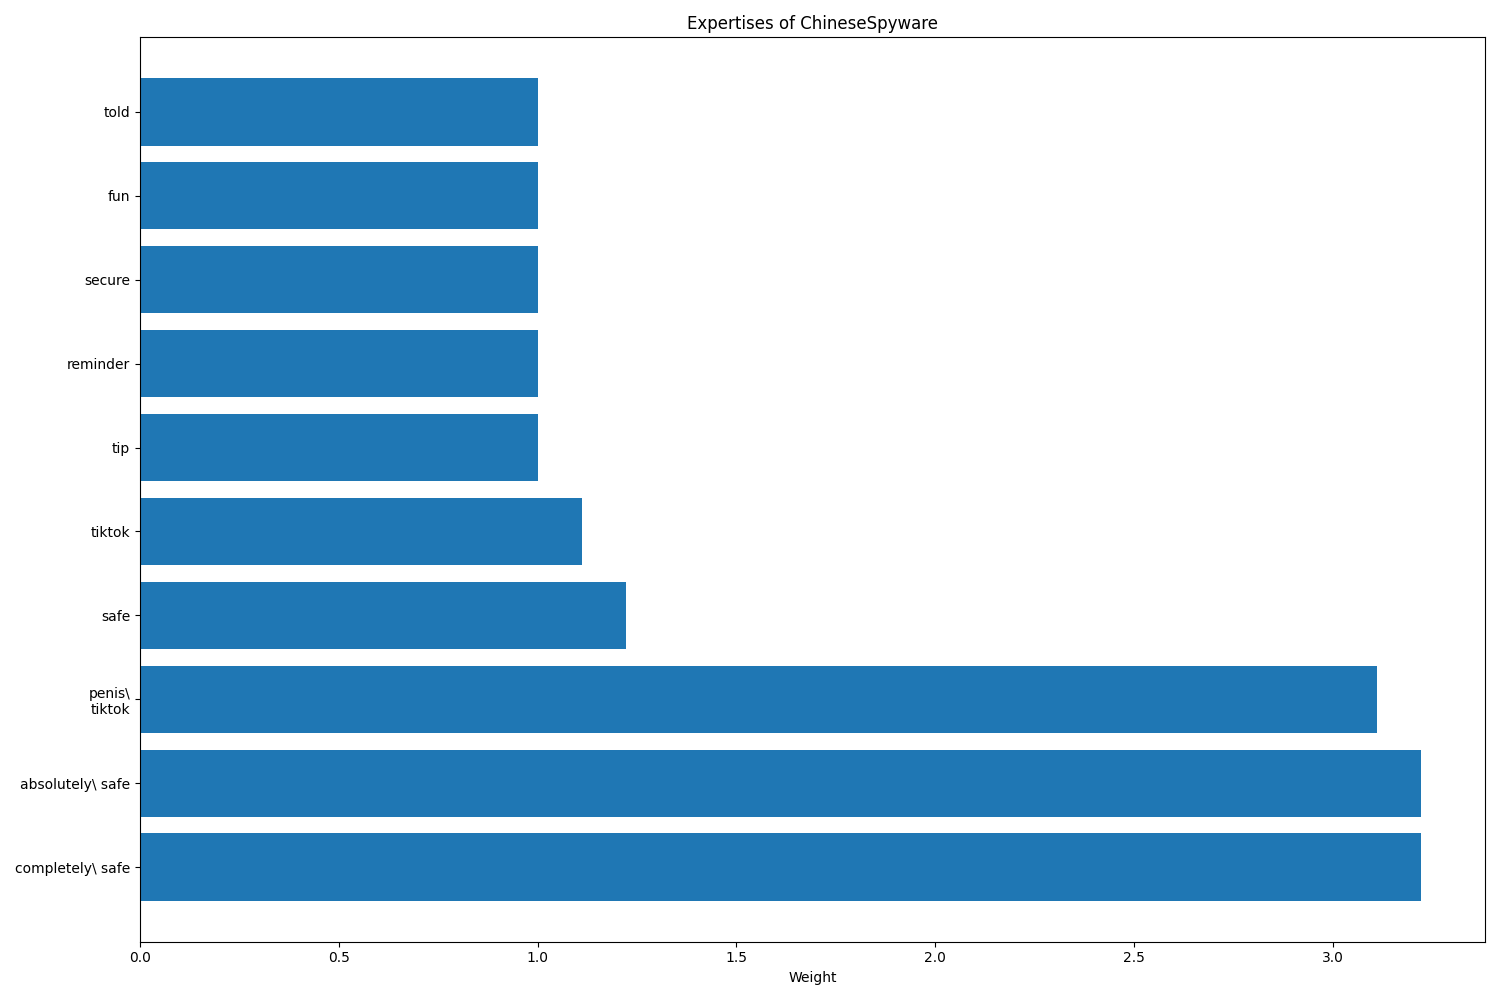 Expertises of ChineseSpyware
told
fun
secure
reminder
tip
tiktok
safe
penis\
tiktok
absolutely\ safe
completely\ safe
0.0 0.5 1.0 1.5 2.0 2.5 3.0
Weight